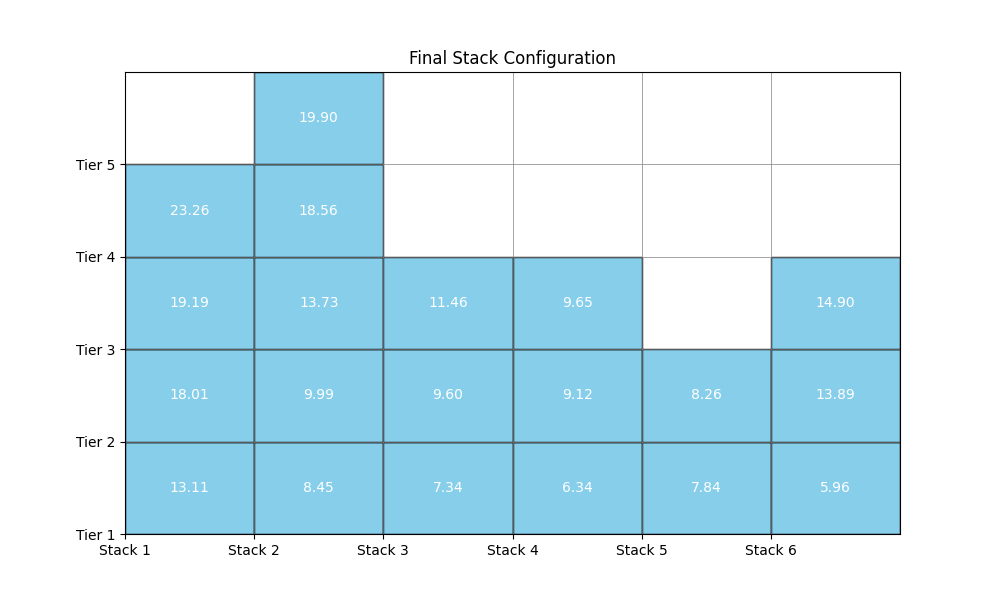 Final Stack Configuration
19.90
Tier 5
23.26 18.56
Tier 4
19.19 13.73 11.46 9.65 14.90
Tier 3
18.01 9.99 9.60 9.12 8.26 13.89
Tier 2
13.11 8.45 7.34 6.34 7.84 5.96
Tier 1
Stack 1 Stack 2 Stack 3 Stack 4 Stack 5 Stack 6